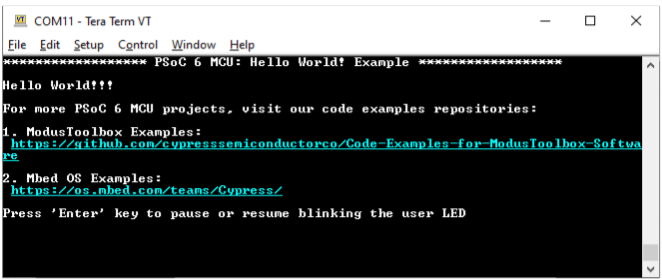 COM11 - Tera Term VT
File Edit Setup Control Window Help
****************** PSoC 6 MCU: Hello World! Example ******************
Hello World!!!
For more PSoC 6 MCU projects, visit our code examples repositories:
1. ModusToolbox Examples:
https://github.com/cypresssemiconductorco/Code-Examples-for-ModusToolbox-Softwa
re
2. Mbed OS Examples:
https://os.mbed.com/teams/Cypress/
Press 'Enter' key to pause or resume blinking the user LED